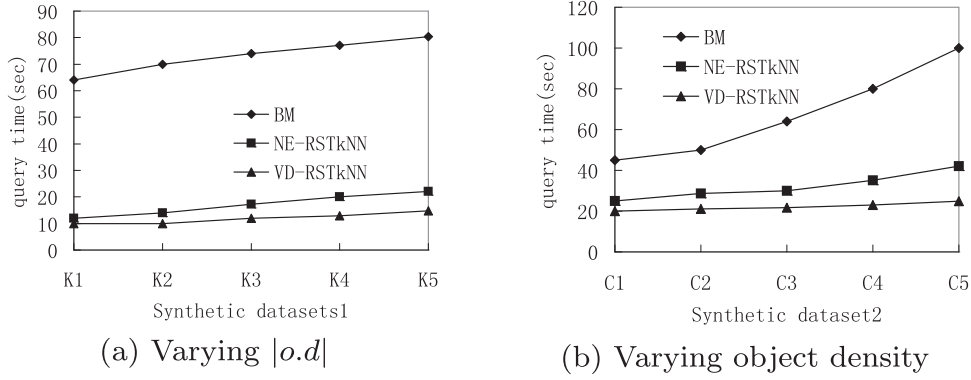 90
80
70
60
50
40
30
20
10
0
query time(sec)
BM
NE-RSTkNN
VD-RSTkNN
K1 K2 K3 K4 K5
Synthetic datasets1
(a) Varying |o.d|
120
100
80
60
40
20
0
query time(sec)
BM
NE-RSTkNN
VD-RSTkNN
C1 C2 C3 C4 C5
Synthetic dataset2
(b) Varying object density